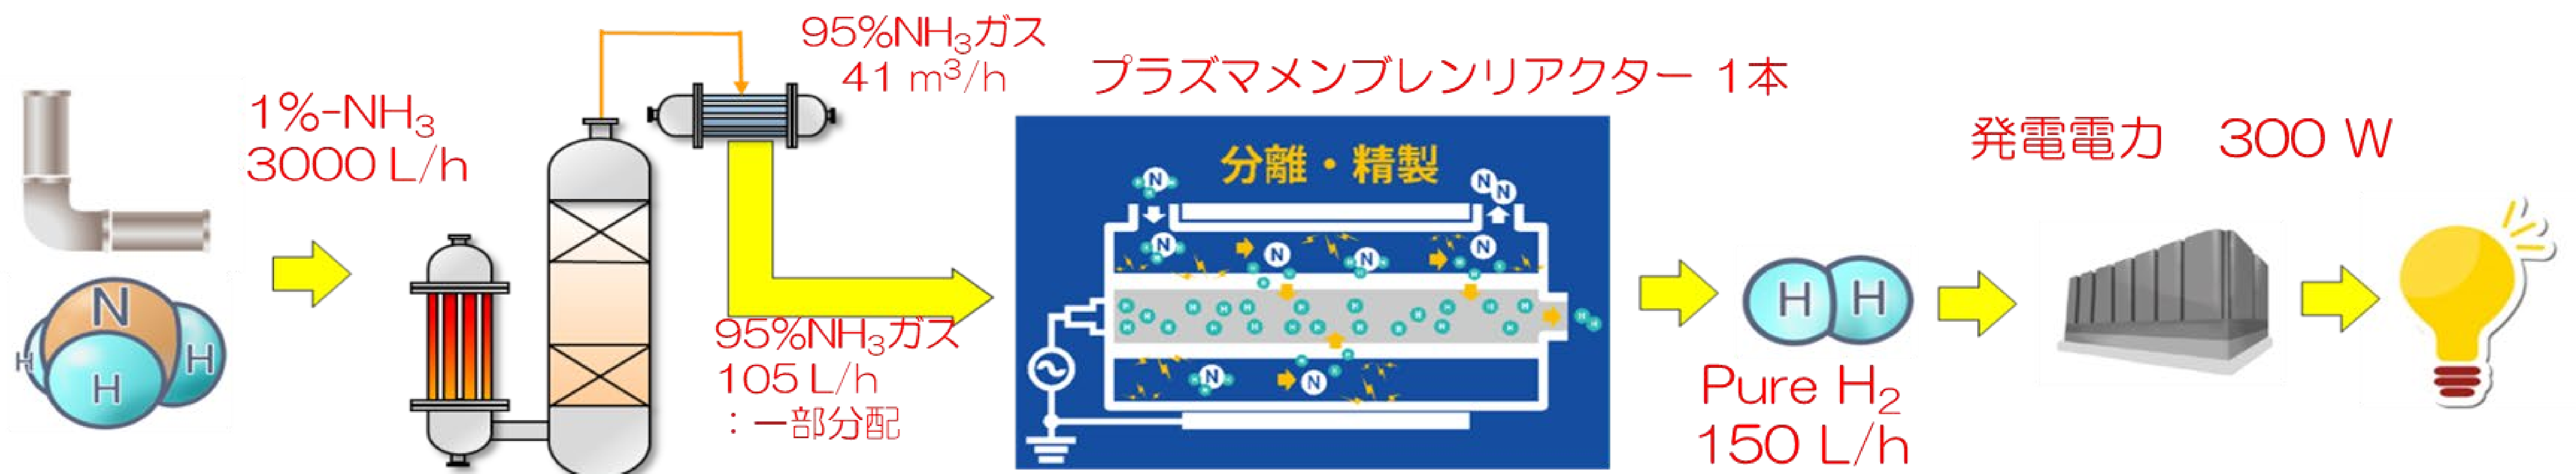 1%-NH₃
3000 L/h
N
H
H
H
95%NH₃ガス
41 m³/h
95%NH₃ガス
105 L/h
：一部分配
プラズマメンブレンリアクター 1本
分離・精製
N
N
N
N
N
N
N
N
N
Pure H₂
150 L/h
H
H
発電電力　300 W